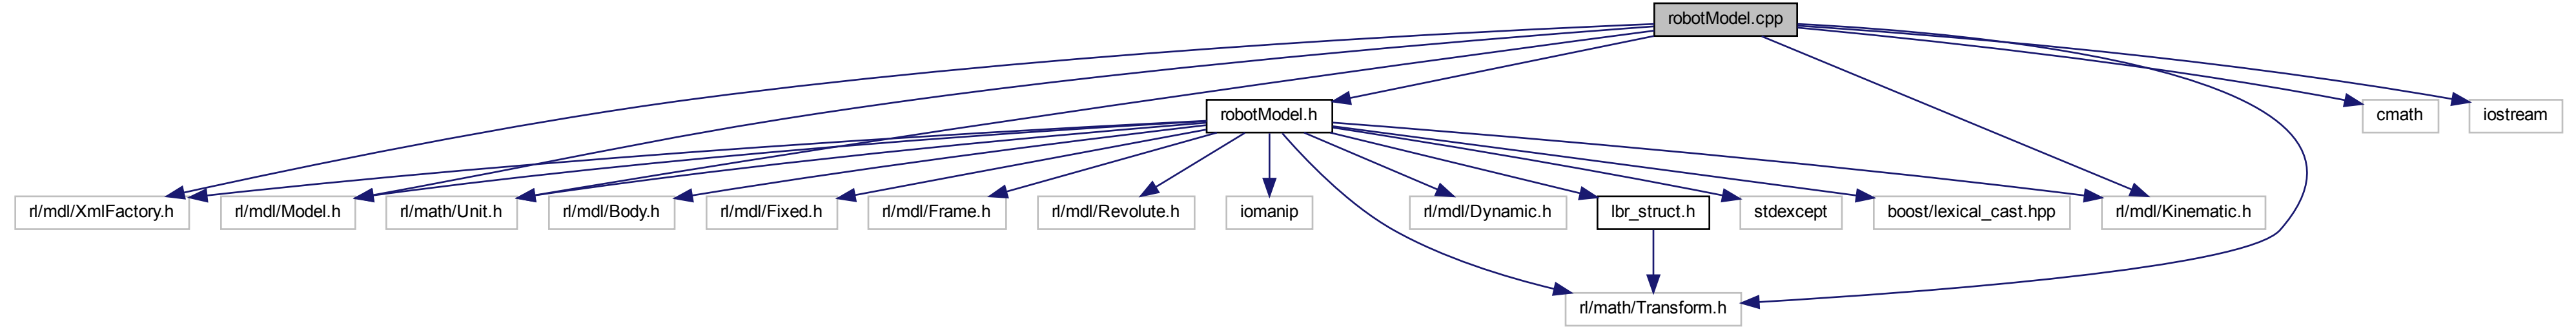 robotModel.cpp
robotModel.h
cmath
iostream
rl/mdl/XmlFactory.h
rl/mdl/Model.h
rl/math/Unit.h
rl/mdl/Body.h
rl/mdl/Fixed.h
rl/mdl/Frame.h
rl/mdl/Revolute.h
iomanip
rl/mdl/Dynamic.h
lbr_struct.h
stdexcept
boost/lexical_cast.hpp
rl/mdl/Kinematic.h
rl/math/Transform.h